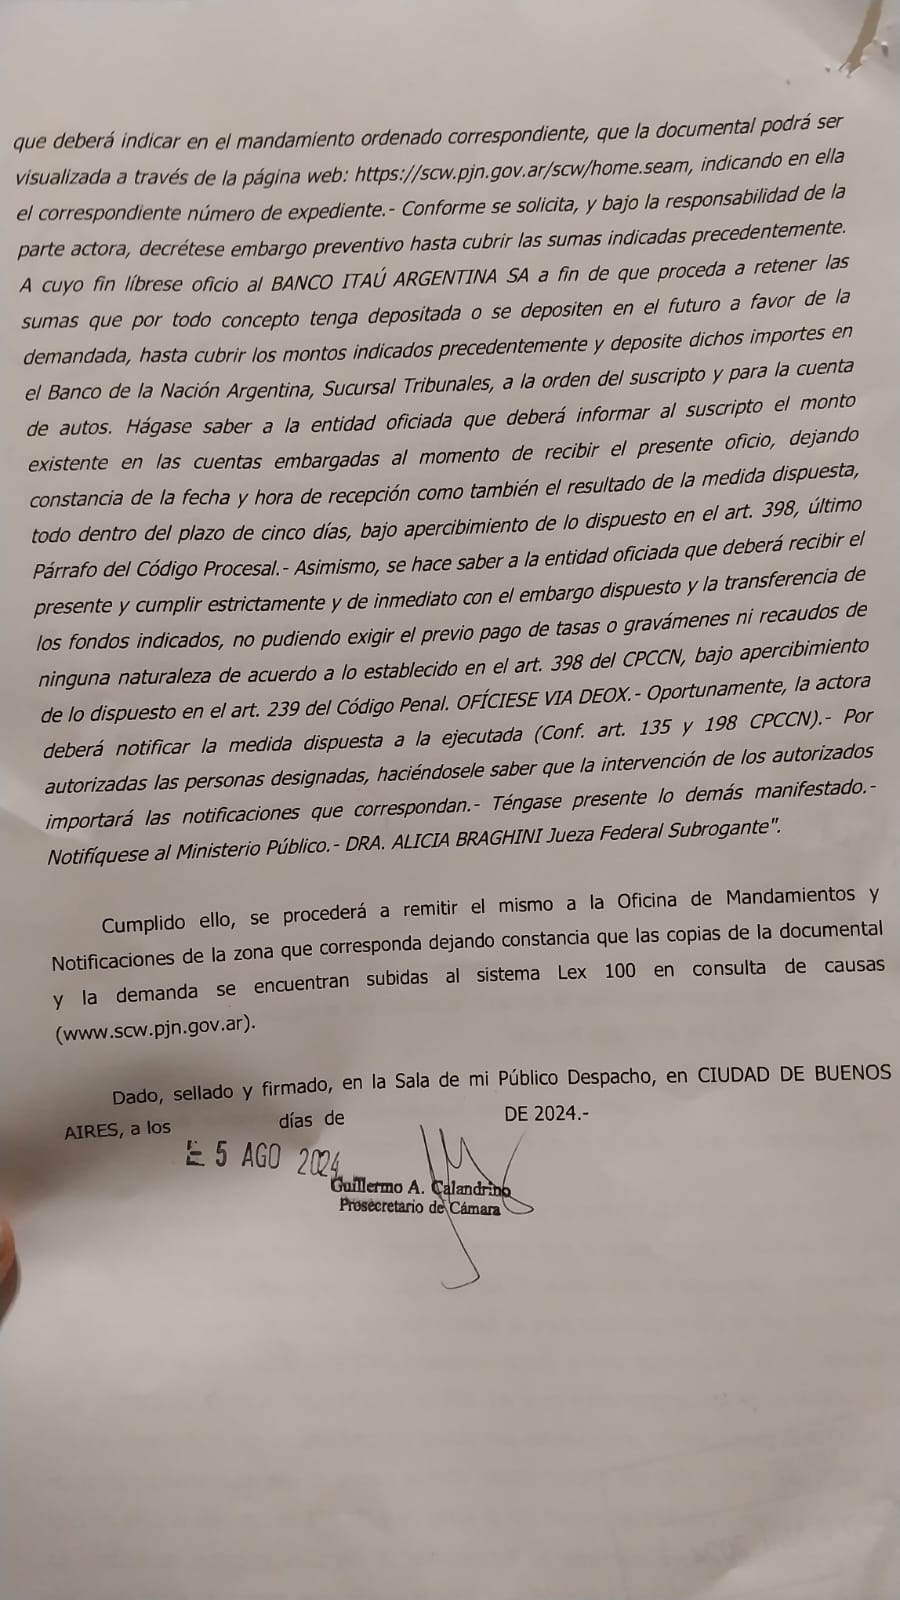 que deberá indicar en el mandamiento ordenado correspondiente, que la documental podrá ser
visualizada a través de la página web: https://scw.pjn.gov.ar/scw/home.seam, indicando en ella
el correspondiente número de expediente.- Conforme se solicita, y bajo la responsabilidad de la
parte actora, decrétese embargo preventivo hasta cubrir las sumas indicadas precedentemente.
A cuyo fin líbrese oficio al BANCO ITAÚ ARGENTINA SA a fin de que proceda a retener las
sumas que por todo concepto tenga depositada o se depositen en el futuro a favor de la
demandada, hasta cubrir los montos indicados precedentemente y deposite dichos importes en
el Banco de la Nación Argentina, Sucursal Tribunales, a la orden del suscripto y para la cuenta
de autos. Hágase saber a la entidad oficiada que deberá informar al suscripto el monto
existente en las cuentas embargadas al momento de recibir el presente oficio, dejando
constancia de la fecha y hora de recepción como también el resultado de la medida dispuesta,
todo dentro del plazo de cinco días, bajo apercibimiento de lo dispuesto en el art. 398, último
Párrafo del Código Procesal.- Asimismo, se hace saber a la entidad oficiada que deberá recibir el
presente y cumplir estrictamente y de inmediato con el embargo dispuesto y la transferencia de
los fondos indicados, no pudiendo exigir el previo pago de tasas o gravámenes ni recaudos de
ninguna naturaleza de acuerdo a lo establecido en el art. 398 del CPCCN, bajo apercibimiento
de lo dispuesto en el art. 239 del Código Penal. OFÍCIESE VIA DEOX.- Oportunamente, la actora
deberá notificar la medida dispuesta a la ejecutada (Conf. art. 135 y 198 CPCCN).- Por
autorizadas las personas designadas, haciéndosele saber que la intervención de los autorizados
importará las notificaciones que correspondan.- Téngase presente lo demás manifestado.-
Notifíquese al Ministerio Público.- DRA. ALICIA BRAGHINI Jueza Federal Subrogante".
Cumplido ello, se procederá a remitir el mismo a la Oficina de Mandamientos y
Notificaciones de la zona que corresponda dejando constancia que las copias de la documental
y la demanda se encuentran subidas al sistema Lex 100 en consulta de causas
(www.scw.pjn.gov.ar).
Dado, sellado y firmado, en la Sala de mi Público Despacho, en CIUDAD DE BUENOS
AIRES, a los días de DE 2024.-
5 AGO 2024
Guillermo A. Calandrino
Prosecretario de Cámara